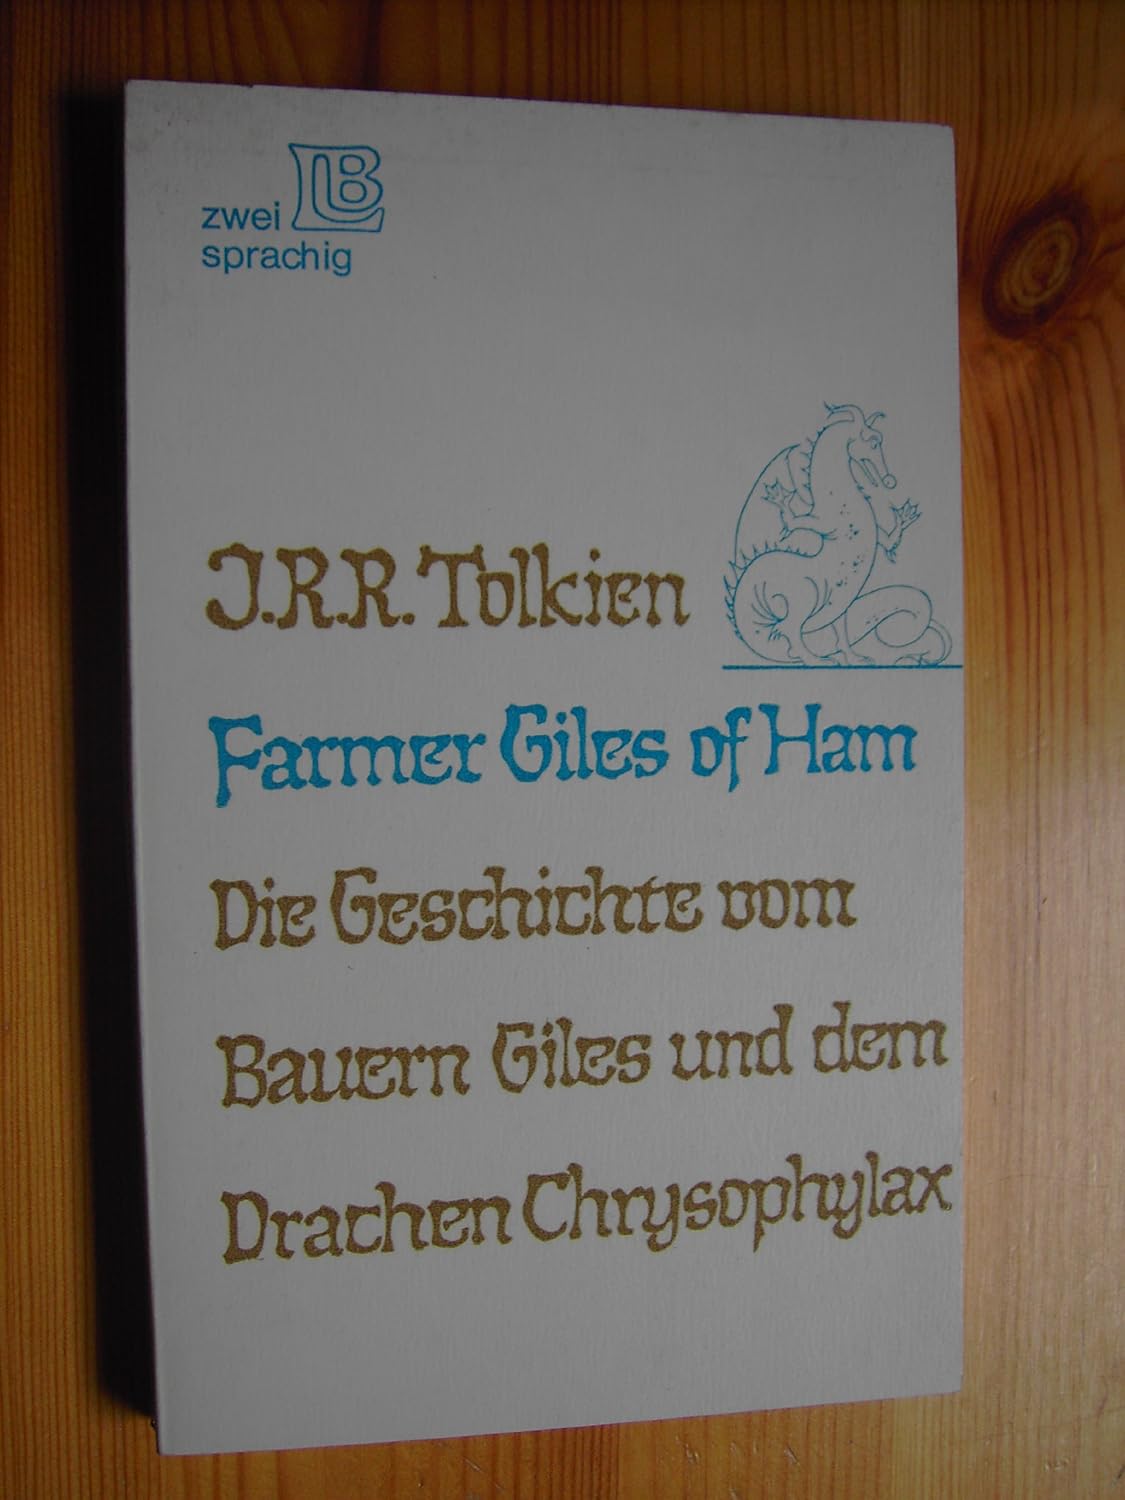 zwei LB
sprachig
J.R.R. Tolkien
Farmer Giles of Ham
Die Geschichte vom
Bauern Giles und dem
Drachen Chrysophylax